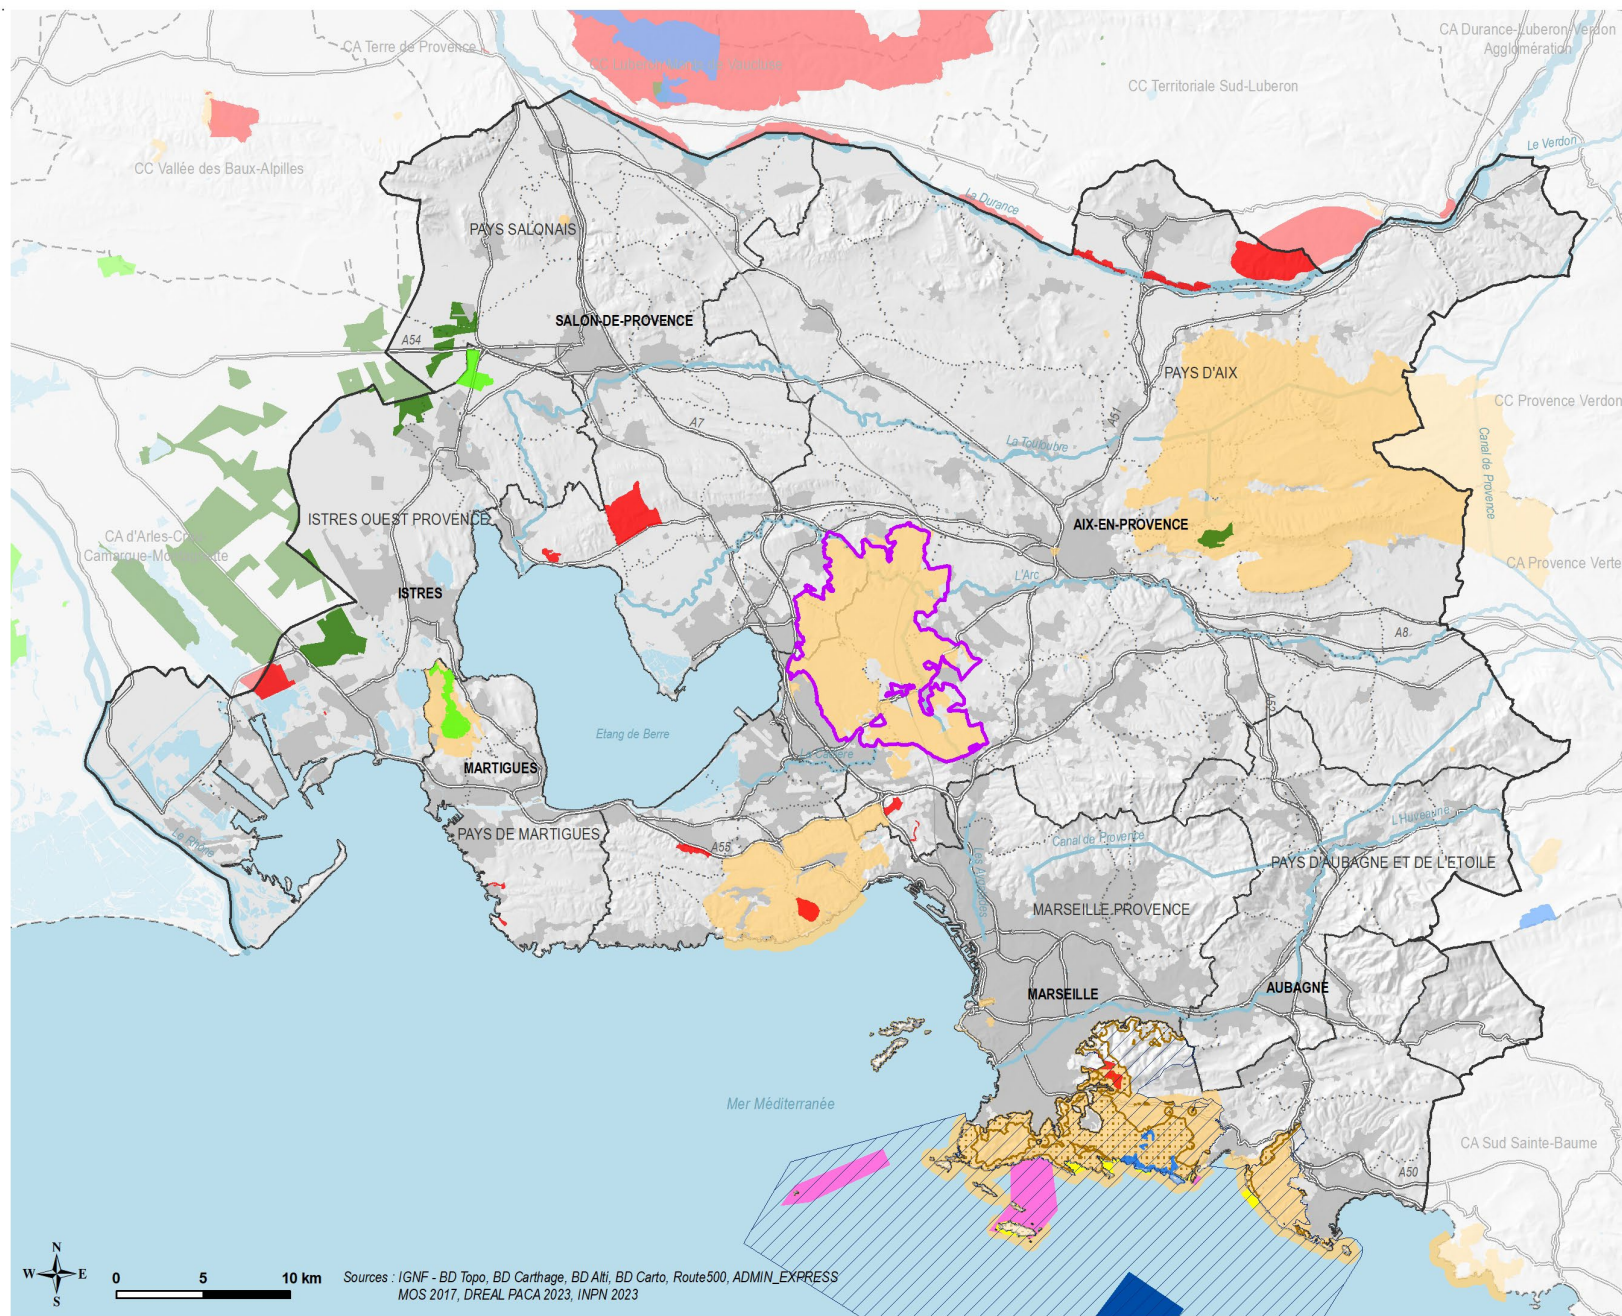 CA Terre de Provence
CA Durance-Luberon-Verdon
Agglomération
CC Territoriale Sud-Luberon
Le Verdon
CC Vallée des Baux-Alpilles
La Durance
PAYS SALONAIS
SALON-DE-PROVENCE
A54
PAYS D'AIX
CC Provence Verdon
A7
A51
La Touloubre
Canal de Provence
ISTRES OUEST PROVENCE
AIX-EN-PROVENCE
CA d'Arles-Crau-
Camargue-Montagnette
CA Provence Verte
L'Arc
ISTRES
A8
A52
Etang de Berre
La Cadière
MARTIGUES
Le Rhône
PAYS DE MARTIGUES
A55
Canal de Provence
L'Huveaune
PAYS D'AUBAGNE ET DE L'ETOILE
Les Aygalades
MARSEILLE PROVENCE
MARSEILLE
AUBAGNE
Mer Méditerranée
CA Sud Sainte-Baume
A50
N
W E
S
0 5 10 km
Sources : IGNF - BD Topo, BD Carthage, BD Alti, BD Carto, Route500, ADMIN_EXPRESS
MOS 2017, DREAL PACA 2023, INPN 2023